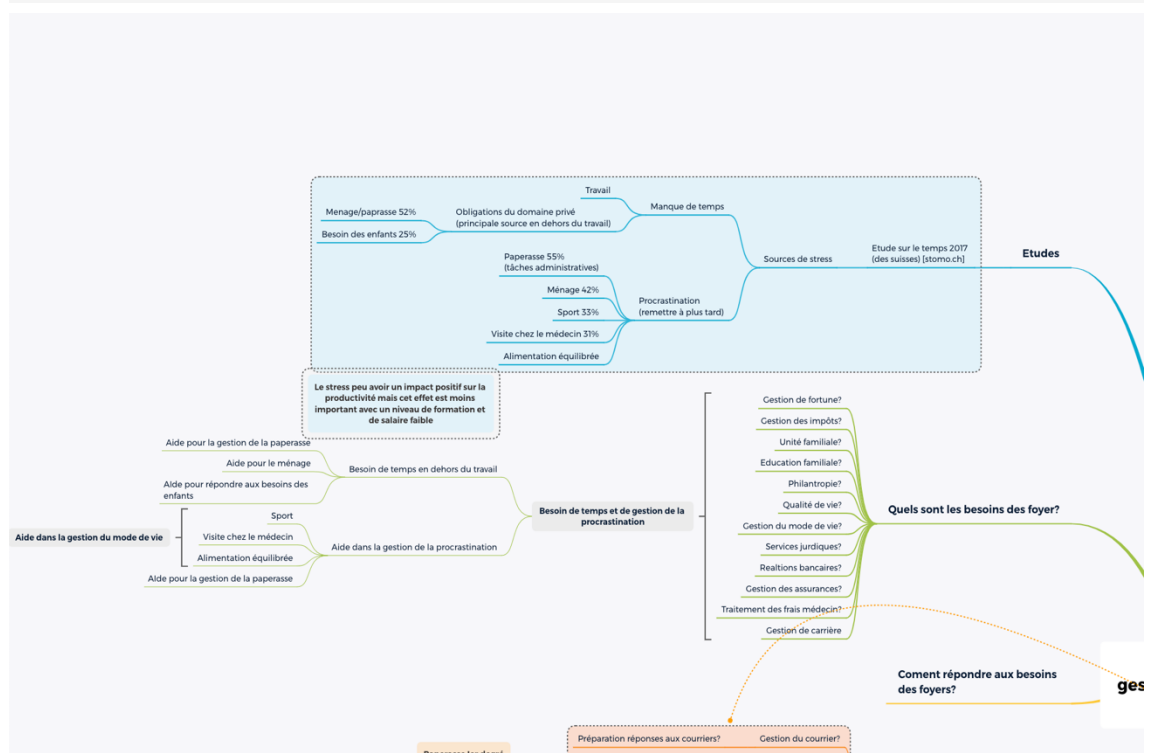 Travail
Menage/paprasse 52%
Obligations du domaine privé
(principale source en dehors du travail)
Manque de temps
Besoin des enfants 25%
Paperasse 55%
(tâches administratives)
Ménage 42%
Sport 33%
Visite chez le médecin 31%
Alimentation équilibrée
Procrastination
(remettre à plus tard)
Sources de stress
Etude sur le temps 2017
(des suisses) [stomo.ch]
Etudes
Le stress peu avoir un impact positif sur la
productivité mais cet effet est moins
important avec un niveau de formation et
de salaire faible
Aide pour la gestion de la paperasse
Aide pour le ménage
AIde pour répondre aux besoins des
enfants
Besoin de temps en dehors du travail
Aide dans la gestion du mode de vie
Sport
Visite chez le médecin
Alimentation équilibrée
AIde pour la gestion de la paperasse
Aide dans la gestion de la procrastination
Besoin de temps et de gestion de la
procrastination
Gestion de fortune?
Gestion des impôts?
Unité familiale?
Education familiale?
Philantropie?
Qualité de vie?
Gestion du mode de vie?
Services jurdiques?
Realtions bancaires?
Gestion des assurances?
Traitement des frais médecin?
Gestion de carrière
Quels sont les besoins des foyer?
Coment répondre aux besoins
des foyers?
ges
Préparation réponses aux courriers?
Gestion du courrier?